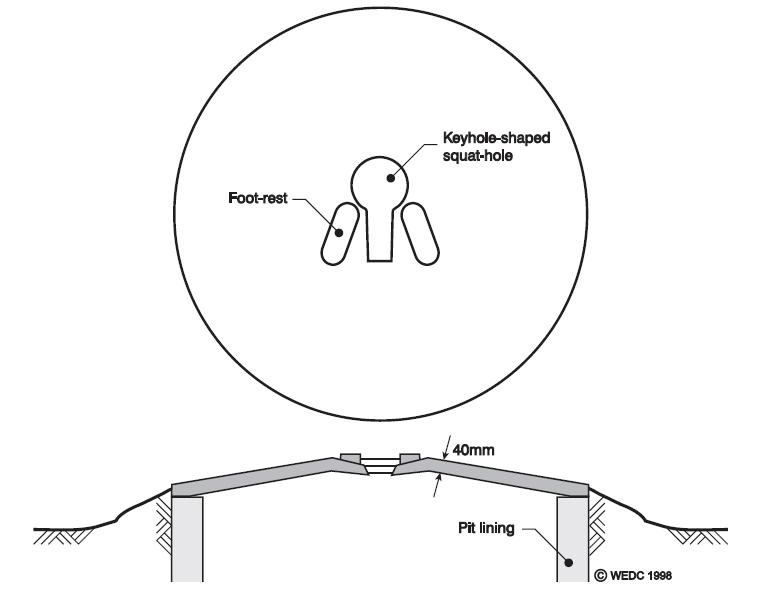 Keyhole-shaped
squat-hole
Foot-rest
40mm
Pit lining
© WEDC 1998